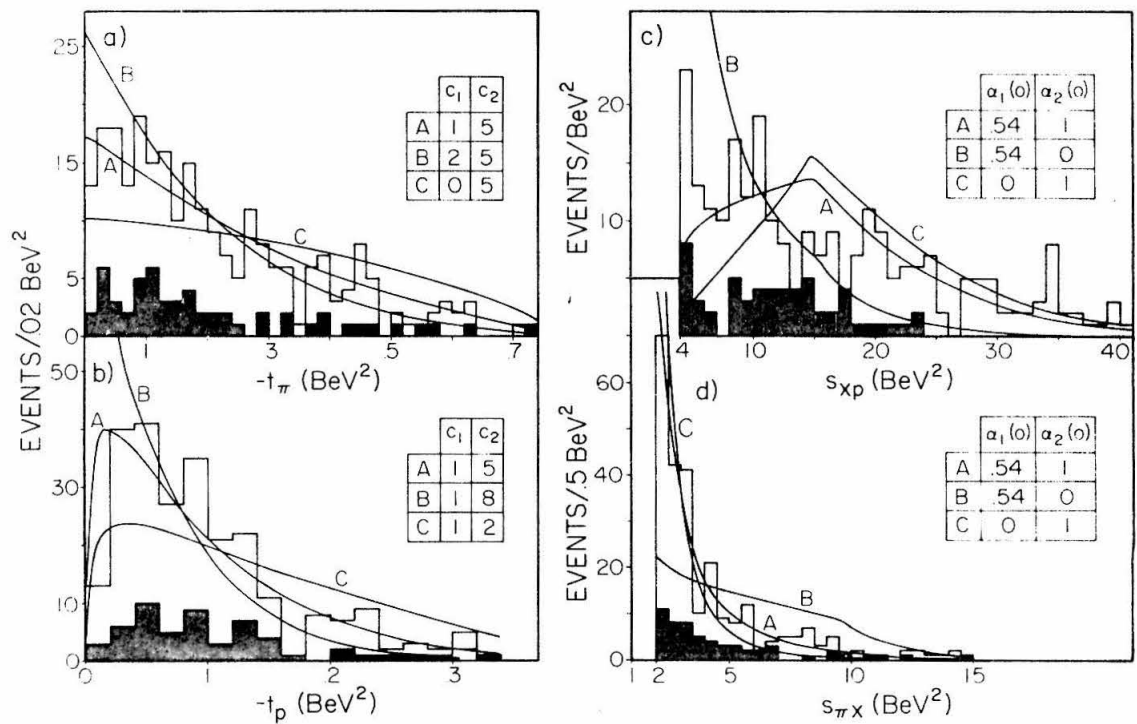 a)
EVENTS/.02 BeV²
25
15
5
0
B
A
C
c₁ c₂
A 1 5
B 2 5
C 0 5
.1 .3 .5 .7
-tπ (BeV²)
b)
50
30
10
0
B
A
C
c₁ c₂
A 1 5
B 1 8
C 1 2
0 .1 .2 .3
-tp (BeV²)
c)
EVENTS/BeV²
20
10
B
A
C
α₁(0) α₂(0)
A .54 1
B .54 0
C 0 1
4 10 20 30 40
sxp (BeV²)
d)
EVENTS/.5 BeV²
60
40
20
0
C
B
A
α₁(0) α₂(0)
A .54 1
B .54 0
C 0 1
1 2 5 10 15
sπx (BeV²)